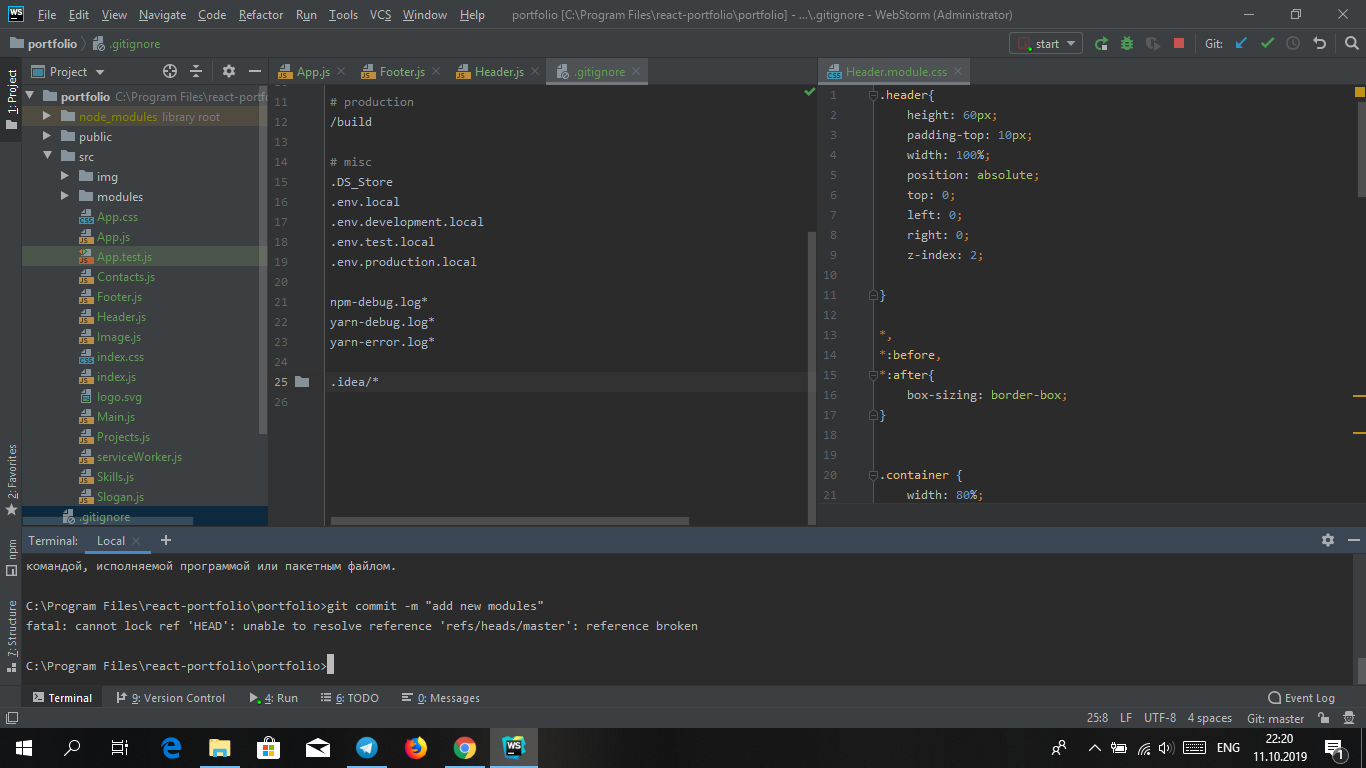 WS File Edit View Navigate Code Refactor Run Tools VCS Window Help portfolio [C:\Program Files\react-portfolio\portfolio] - ...\.gitignore - WebStorm (Administrator)
portfolio .gitignore start Git:
1: Project
Project
portfolio C:\Program Files\react-portf
node_modules library root
public
src
img
modules
App.css
App.js
App.test.js
Contacts.js
Footer.js
Header.js
Image.js
index.css
index.js
logo.svg
Main.js
Projects.js
serviceWorker.js
Skills.js
Slogan.js
.gitignore
App.js Footer.js Header.js .gitignore
11 # production
12 /build
13
14 # misc
15 .DS_Store
16 .env.local
17 .env.development.local
18 .env.test.local
19 .env.production.local
20
21 npm-debug.log*
22 yarn-debug.log*
23 yarn-error.log*
24
25 .idea/*
26
Header.module.css
1 .header{
2 height: 60px;
3 padding-top: 10px;
4 width: 100%;
5 position: absolute;
6 top: 0;
7 left: 0;
8 right: 0;
9 z-index: 2;
10
11 }
12
13 *,
14 *:before,
15 *:after{
16 box-sizing: border-box;
17 }
18
19
20 .container {
21 width: 80%;
2: Favorites
npm
7: Structure
Terminal: Local
командой, исполняемой программой или пакетным файлом.
C:\Program Files\react-portfolio\portfolio>git commit -m "add new modules"
fatal: cannot lock ref 'HEAD': unable to resolve reference 'refs/heads/master': reference broken
C:\Program Files\react-portfolio\portfolio>
Terminal 9: Version Control 4: Run 6: TODO 0: Messages Event Log
25:8 LF UTF-8 4 spaces Git: master
WS ENG 22:20
11.10.2019 1